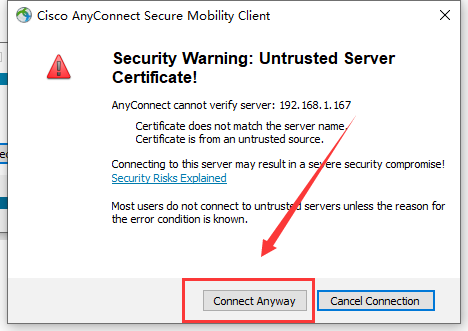 Cisco AnyConnect Secure Mobility Client
Security Warning: Untrusted Server
Certificate!
AnyConnect cannot verify server: 192.168.1.167
Certificate does not match the server name.
Certificate is from an untrusted source.
Connecting to this server may result in a severe security compromise!
Security Risks Explained
Most users do not connect to untrusted servers unless the reason for
the error condition is known.
Connect Anyway
Cancel Connection